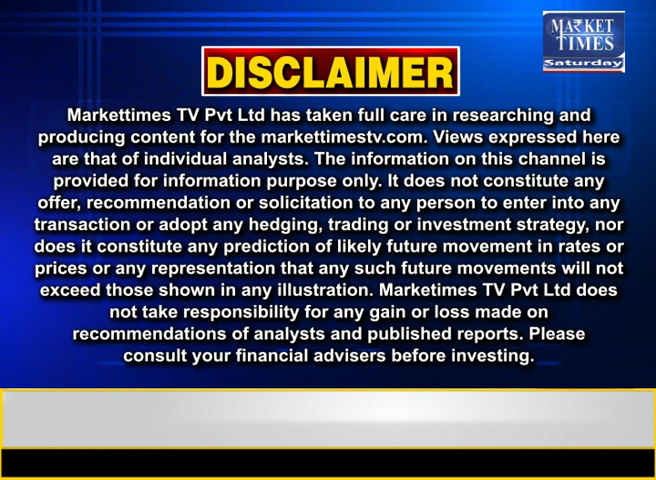 MA₹KET
TIMES
Saturday
DISCLAIMER
Markettimes TV Pvt Ltd has taken full care in researching and
producing content for the markettimestv.com. Views expressed here
are that of individual analysts. The information on this channel is
provided for information purpose only. It does not constitute any
offer, recommendation or solicitation to any person to enter into any
transaction or adopt any hedging, trading or investment strategy, nor
does it constitute any prediction of likely future movement in rates or
prices or any representation that any such future movements will not
exceed those shown in any illustration. Marketimes TV Pvt Ltd does
not take responsibility for any gain or loss made on
recommendations of analysts and published reports. Please
consult your financial advisers before investing.